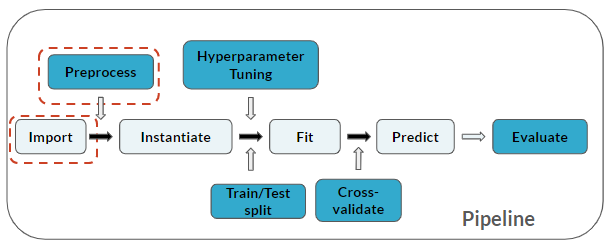 Preprocess
Hyperparameter
Tuning
Import
Instantiate
Fit
Predict
Evaluate
Train/Test
split
Cross-
validate
Pipeline